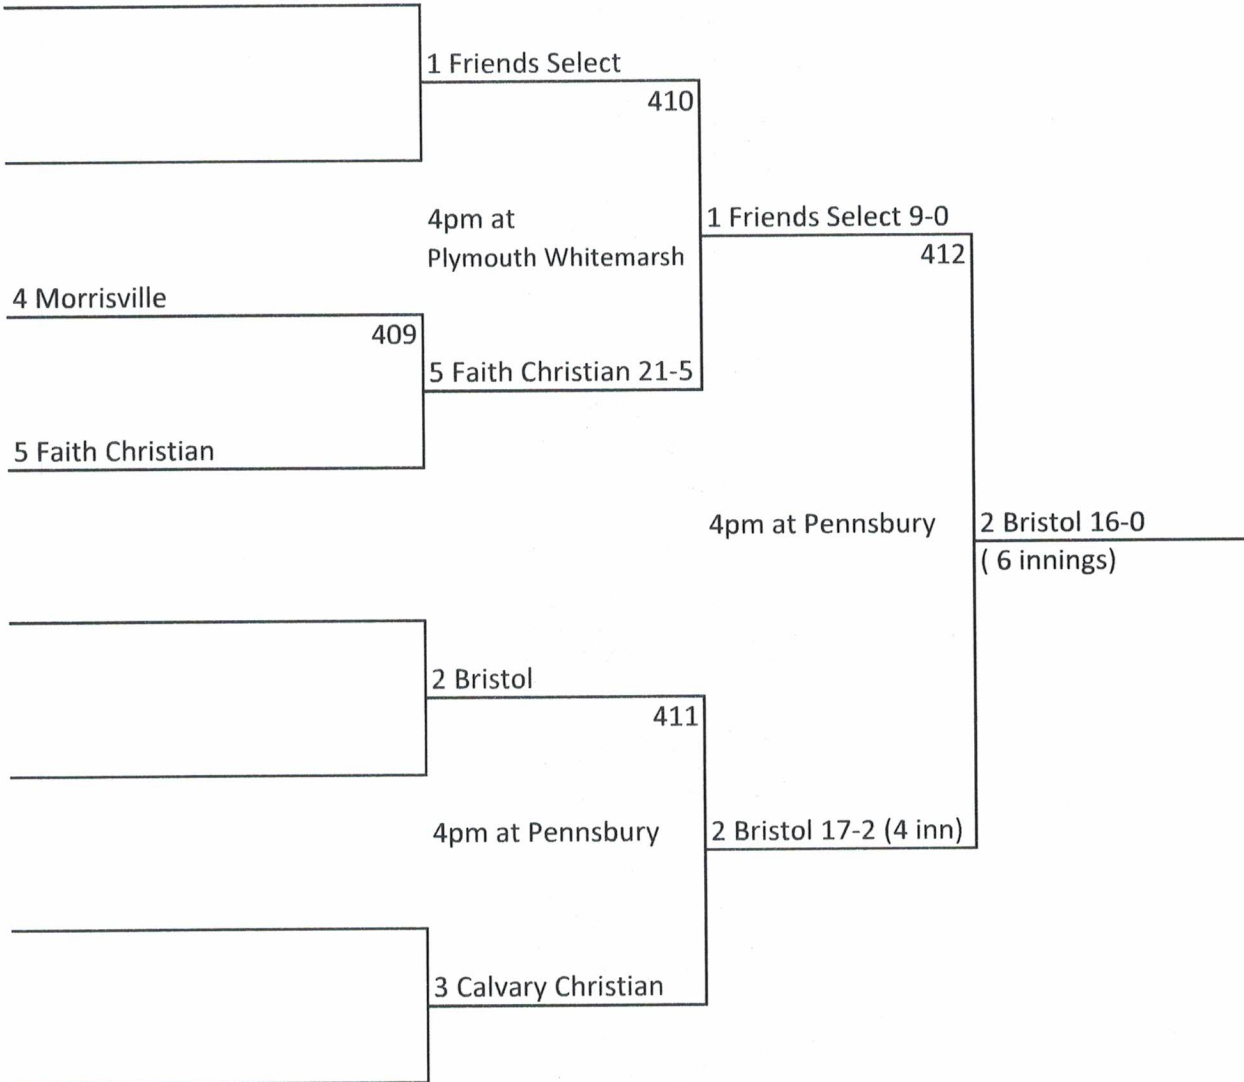 1 Friends Select
410
4pm at
Plymouth Whitemarsh
1 Friends Select 9-0
412
4 Morrisville
409
5 Faith Christian 21-5
5 Faith Christian
4pm at Pennsbury
2 Bristol 16-0
( 6 innings)
2 Bristol
411
4pm at Pennsbury
2 Bristol 17-2 (4 inn)
3 Calvary Christian